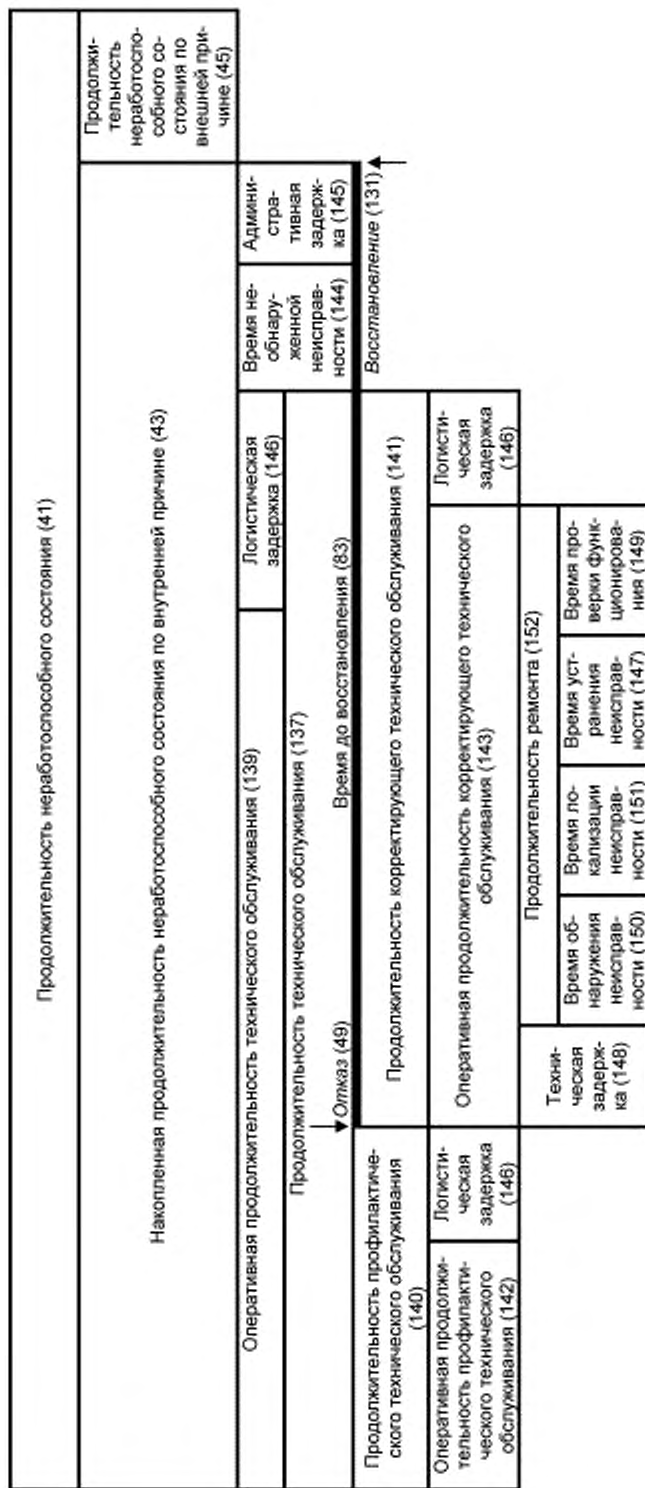 Продолжительность неработоспособного состояния (41)
Накопленная продолжительность неработоспособного состояния по внутренней причине (43)
Продолжи-
тельность
неработоспо-
собного со-
стояния по
внешней при-
чине (45)
Оперативная продолжительность технического обслуживания (139)
Логистическая
задержка (146)
Время не-
обнару-
женной
неисправ-
ности (144)
Админи-
стра-
тивная
задерж-
ка (145)
Продолжительность технического обслуживания (137)
Отказ (49)
Время до восстановления (83)
Восстановление (131)
Продолжительность профилактиче-
ского технического обслуживания
(140)
Продолжительность корректирующего технического обслуживания (141)
Оперативная продолжи-
тельность профилакти-
ческого технического
обслуживания (142)
Логисти-
ческая
задержка
(146)
Оперативная продолжительность корректирующего технического
обслуживания (143)
Логисти-
ческая
задержка
(146)
Техни-
ческая
задерж-
ка (148)
Продолжительность ремонта (152)
Время об-
наружения
неисправ-
ности (150)
Время ло-
кализации
неисправ-
ности (151)
Время уст-
ранения
неисправ-
ности (147)
Время про-
верки функ-
ционирова-
ния (149)